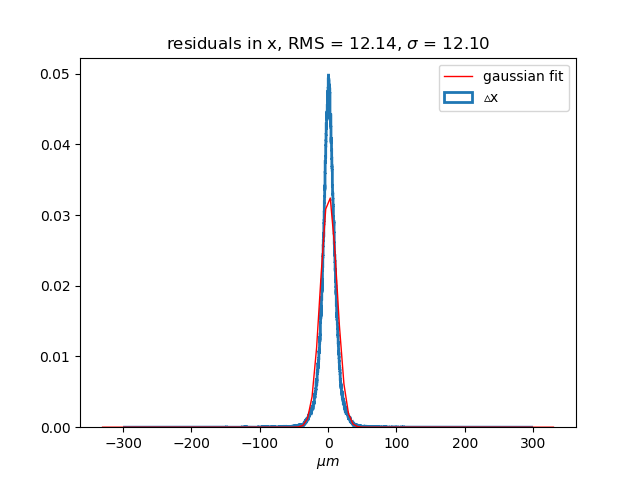 residuals in x, RMS = 12.14, σ = 12.10
gaussian fit
△x
0.05
0.04
0.03
0.02
0.01
0.00
−300 −200 −100 0 100 200 300
μm